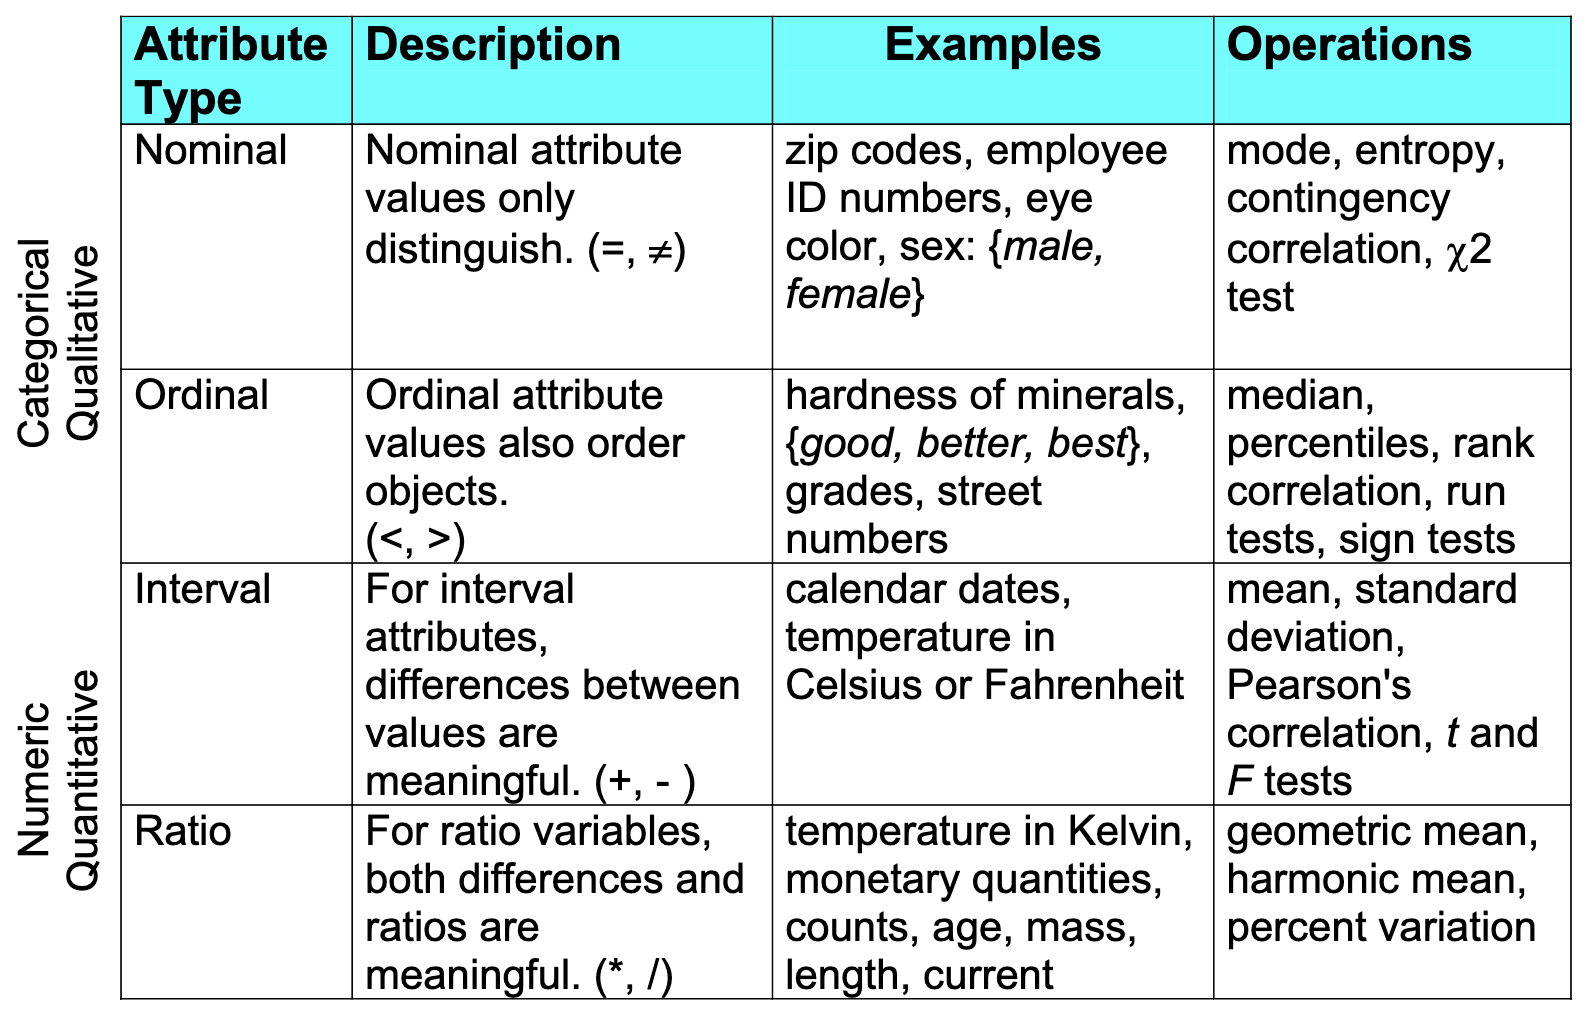 Attribute Type
Description
Examples
Operations
Categorical
Qualitative
Nominal
Nominal attribute
values only
distinguish. (=, ≠)
zip codes, employee
ID numbers, eye
color, sex: {male,
female}
mode, entropy,
contingency
correlation, χ2
test
Ordinal
Ordinal attribute
values also order
objects.
(<, >)
hardness of minerals,
{good, better, best},
grades, street
numbers
median,
percentiles, rank
correlation, run
tests, sign tests
Numeric
Quantitative
Interval
For interval
attributes,
differences between
values are
meaningful. (+, - )
calendar dates,
temperature in
Celsius or Fahrenheit
mean, standard
deviation,
Pearson's
correlation, t and
F tests
Ratio
For ratio variables,
both differences and
ratios are
meaningful. (*, /)
temperature in Kelvin,
monetary quantities,
counts, age, mass,
length, current
geometric mean,
harmonic mean,
percent variation